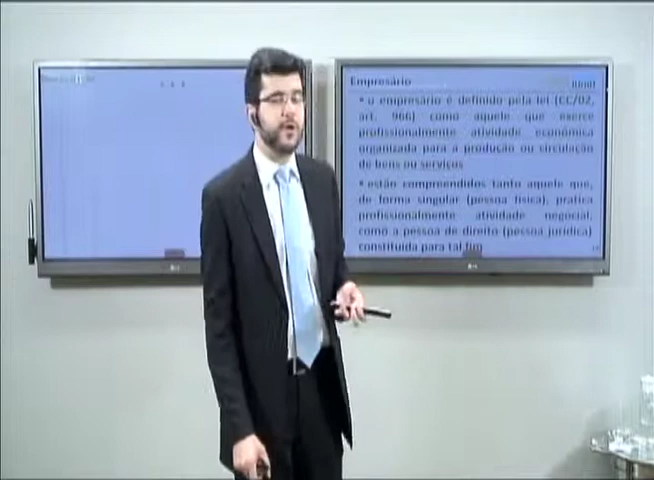 Empresário
• o empresário é definido pela lei (CC/02,
art. 966) como aquele que exerce
profissionalmente atividade econômica
organizada para a produção ou circulação
de bens ou serviços
• estão compreendidos tanto aquele que,
de forma singular (pessoa física), pratica
profissionalmente atividade negocial,
como a pessoa de direito (pessoa jurídica)
constituída para tal fim